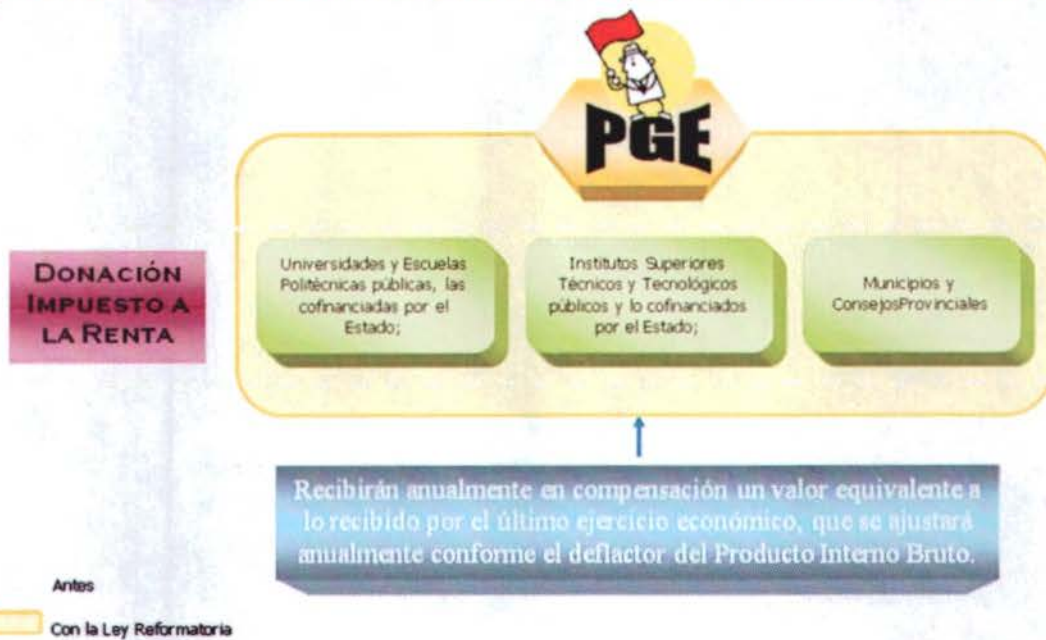 PGE
DONACIÓN
IMPUESTO A
LA RENTA
Universidades y Escuelas
Politécnicas públicas, las
cofinanciadas por el
Estado;
Institutos Superiores
Técnicos y Tecnológicos
públicos y lo cofinanciados
por el Estado;
Municipios y
ConsejosProvinciales
Recibirán anualmente en compensación un valor equivalente a
lo recibido por el último ejercicio económico, que se ajustará
anualmente conforme el deflactor del Producto Interno Bruto.
Antes
Con la Ley Reformatoria